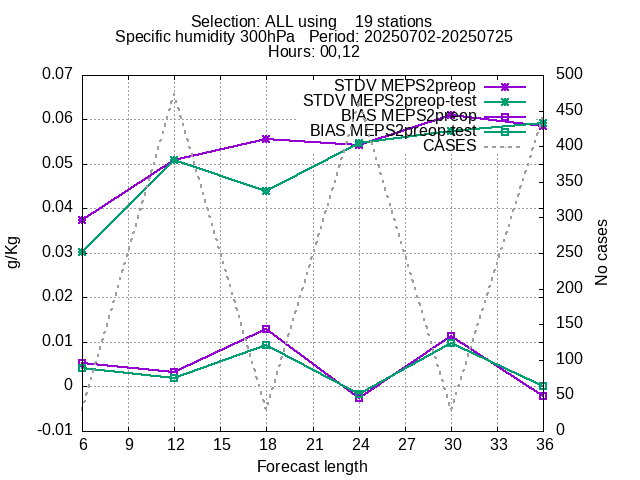 Selection: ALL using    19 stations
Specific humidity 300hPa   Period: 20250702-20250725
Hours: 00,12
STDV MEPS2preop
STDV MEPS2preop-test
BIAS MEPS2preop
BIAS MEPS2preop-test
CASES
0.07
0.06
0.05
0.04
0.03
0.02
0.01
0
-0.01
g/Kg
500
450
400
350
300
250
200
150
100
50
0
No cases
6 9 12 15 18 21 24 27 30 33 36
Forecast length